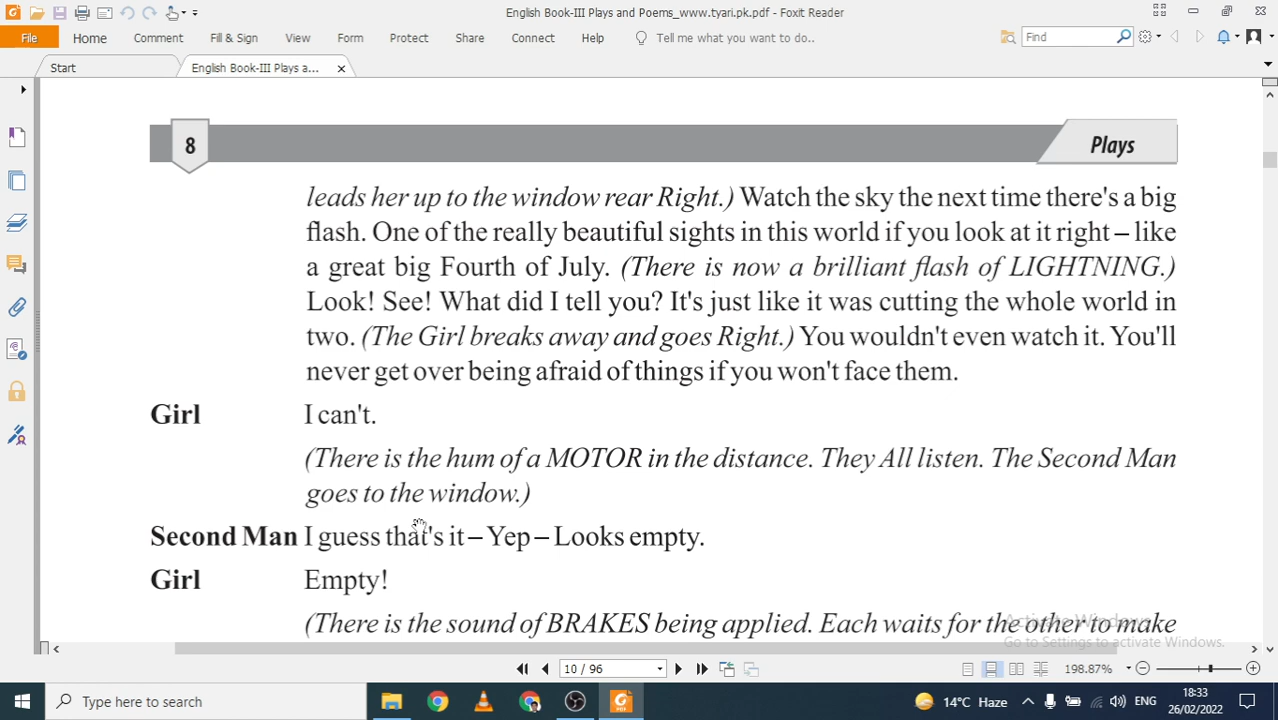 English Book-III Plays and Poems_www.tyari.pk.pdf - Foxit Reader
File Home Comment Fill & Sign View Form Protect Share Connect Help Tell me what you want to do.. Find
Start English Book-III Plays a...
8 Plays
leads her up to the window rear Right.) Watch the sky the next time there's a big
flash. One of the really beautiful sights in this world if you look at it right – like
a great big Fourth of July. (There is now a brilliant flash of LIGHTNING.)
Look! See! What did I tell you? It's just like it was cutting the whole world in
two. (The Girl breaks away and goes Right.) You wouldn't even watch it. You'll
never get over being afraid of things if you won't face them.
Girl I can't.
(There is the hum of a MOTOR in the distance. They All listen. The Second Man
goes to the window.)
Second Man I guess that's it – Yep – Looks empty.
Girl Empty!
(There is the sound of BRAKES being applied. Each waits for the other to make
Activate Windows
Go to Settings to activate Windows.
10 / 96 198.87%
Type here to search 14°C Haze ENG 18:33
26/02/2022